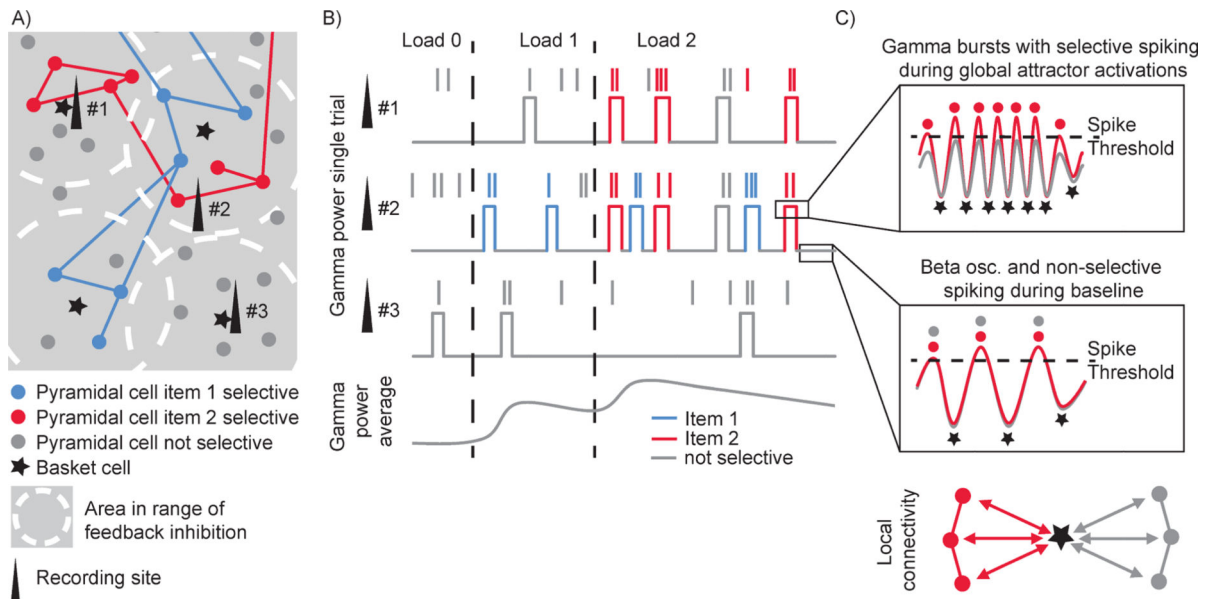 A)
#1
#2
#3
Pyramidal cell item 1 selective
Pyramidal cell item 2 selective
Pyramidal cell not selective
Basket cell
Area in range of
feedback inhibition
Recording site
B)
Load 0
Load 1
Load 2
Gamma power single trial
#1
#2
#3
Gamma
power
average
Item 1
Item 2
not selective
C)
Gamma bursts with selective spiking
during global attractor activations
Spike
Threshold
Beta osc. and non-selective
spiking during baseline
Spike
Threshold
Local
connectivity